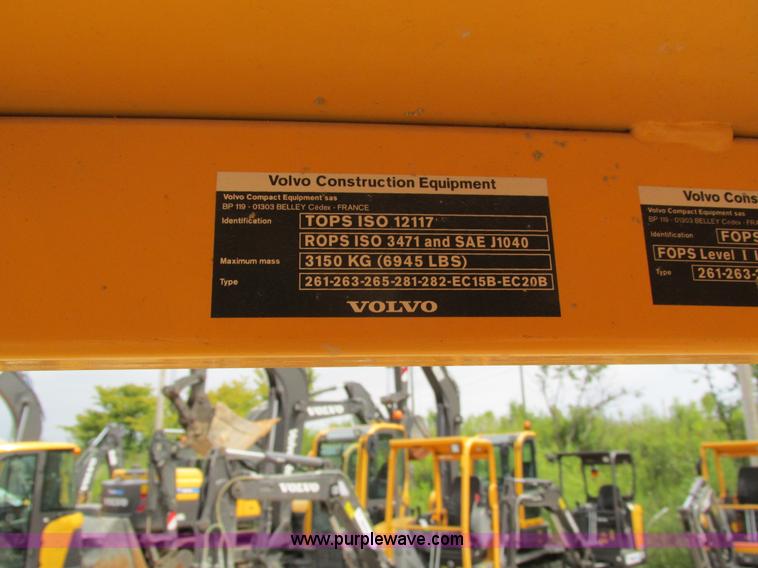 Volvo Construction Equipment
Volvo Compact Equipment sas
BP 119 - 01303 BELLEY Cédex - FRANCE
Identification TOPS ISO 12117
ROPS ISO 3471 and SAE J1040
Maximum mass 3150 KG (6945 LBS)
Type 261-263-265-281-282-EC15B-EC20B
VOLVO
Volvo Cons
Volvo Compact Equipment sas
BP 119 - 01303 BELLEY Cédex - FRANCE
Identification FOPS
FOPS Level I
Type 261-263-
VOLVO
VOLVO
www.purplewave.com